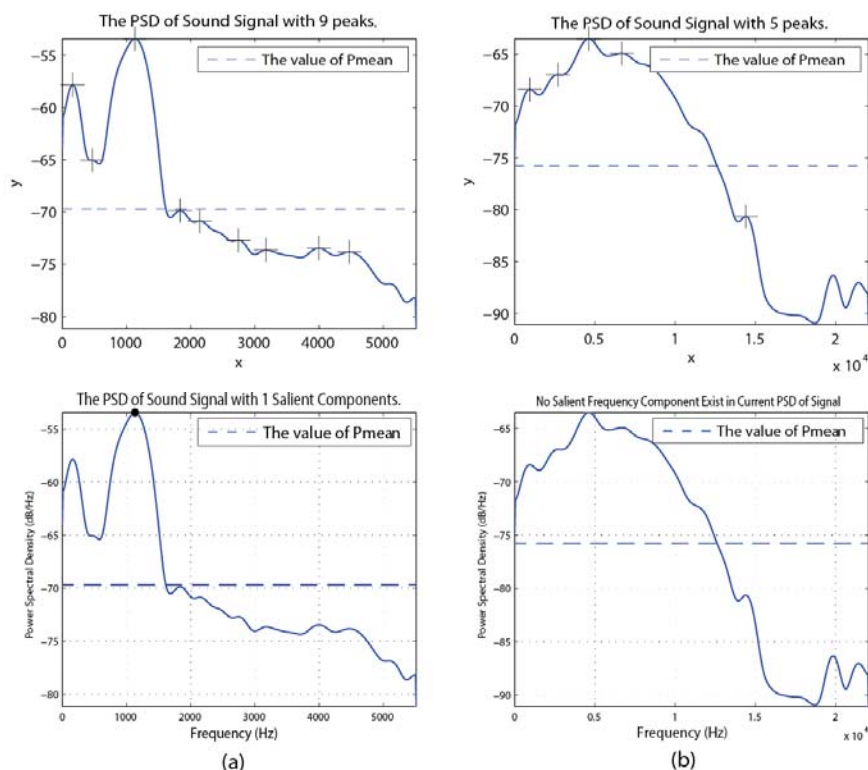 The PSD of Sound Signal with 9 peaks.
The value of Pmean
y
−55
−60
−65
−70
−75
−80
0 1000 2000 3000 4000 5000
x
The PSD of Sound Signal with 5 peaks.
The value of Pmean
y
−65
−70
−75
−80
−85
−90
0 0.5 1 1.5 2
x
x 10⁴
The PSD of Sound Signal with 1 Salient Components.
The value of Pmean
Power Spectral Density (dB/Hz)
−55
−60
−65
−70
−75
−80
0 1000 2000 3000 4000 5000
Frequency (Hz)
(a)
No Salient Frequency Component Exist in Current PSD of Signal
The value of Pmean
Power Spectral Density (dB/Hz)
−65
−70
−75
−80
−85
−90
0 0.5 1 1.5 2
Frequency (Hz)
x 10⁴
(b)